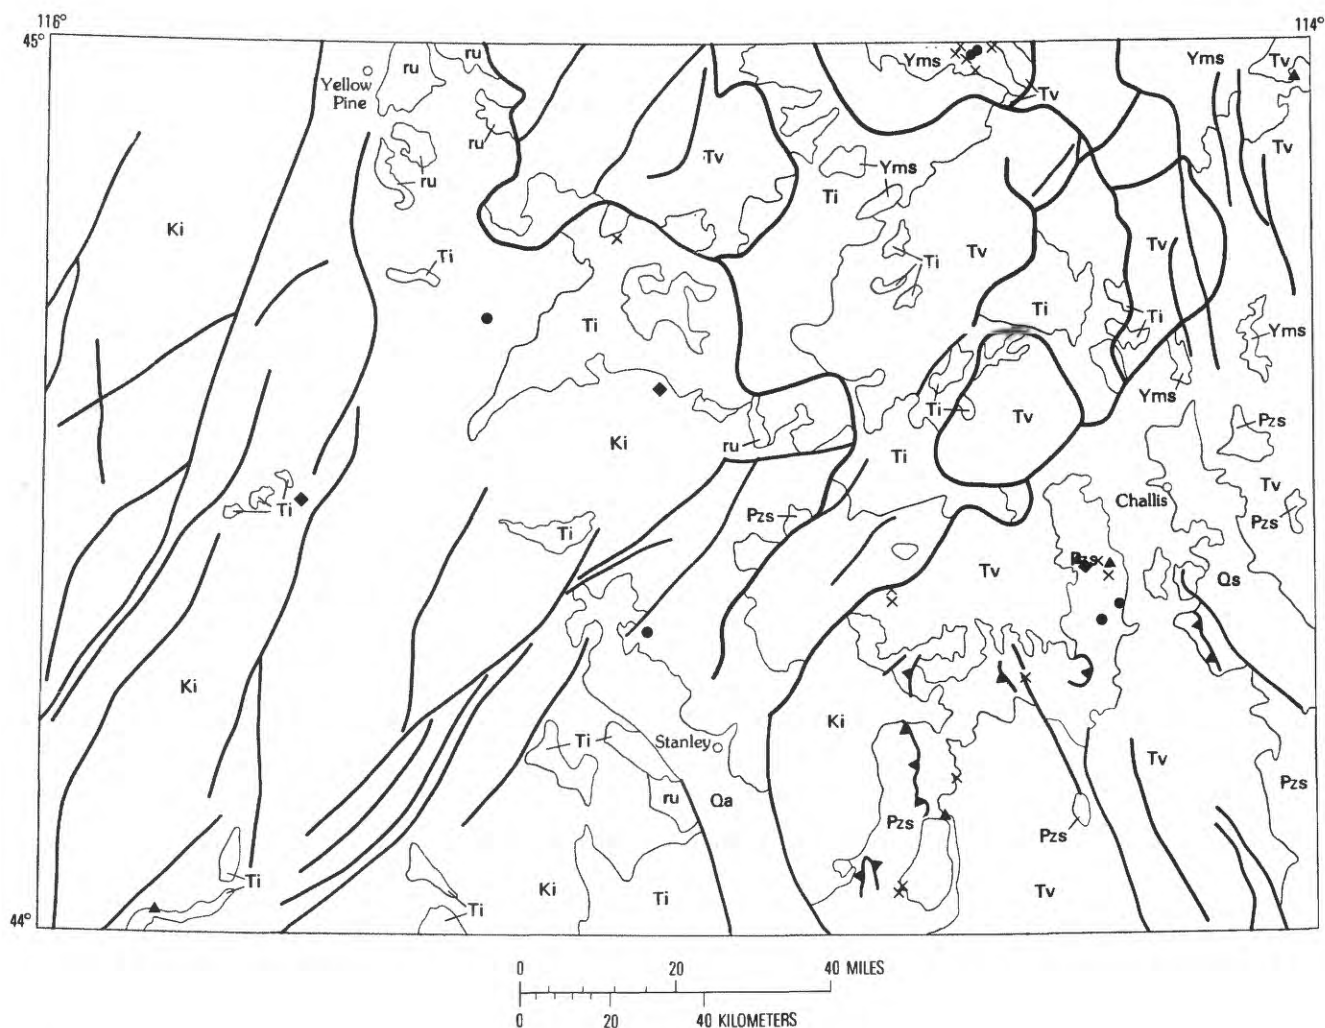 116°
114°
45°
ru
ru
Yms
Yms
Tv
Yellow
Pine
Tv
ru
Tv
Tv
Yms
ru
Ti
Ki
Tv
Tv
Ti
Ti
Ti
Ti
Ti
Yms
Yms
Ti
Tv
Pzs
ru
Ki
Ti
Tv
Challis
Ti
Pzs
Pzs
Ti
Pzs
Tv
Qs
Ki
Ki
Ti
Stanley
Tv
Pzs
ru
Qa
Pzs
Pzs
Ti
Ki
Ti
Tv
44°
Ti
0 20 40 MILES
0 20 40 KILOMETERS